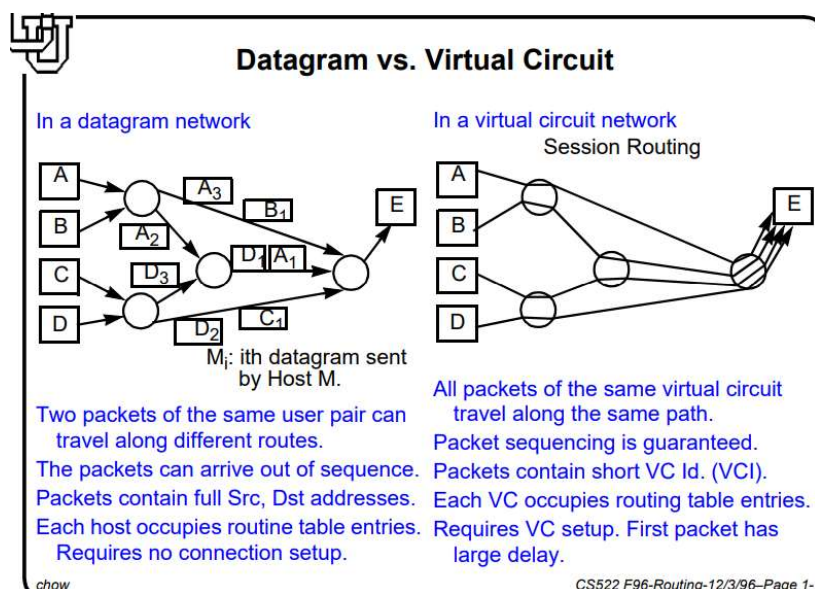 Datagram vs. Virtual Circuit
In a datagram network
A
B
C
D
A3
B1
A2
D1
A1
D3
D2
C1
E
Mi: ith datagram sent
by Host M.
Two packets of the same user pair can
travel along different routes.
The packets can arrive out of sequence.
Packets contain full Src, Dst addresses.
Each host occupies routine table entries.
Requires no connection setup.
In a virtual circuit network
Session Routing
A
B
C
D
E
All packets of the same virtual circuit
travel along the same path.
Packet sequencing is guaranteed.
Packets contain short VC Id. (VCI).
Each VC occupies routing table entries.
Requires VC setup. First packet has
large delay.
chow
CS522 F96-Routing-12/3/96–Page 1-